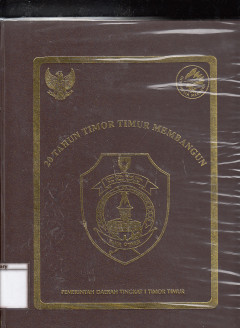 20 TAHUN TIMOR TIMUR MEMBANGUN
PEMERINTAH DAERAH TINGKAT I TIMOR TIMUR